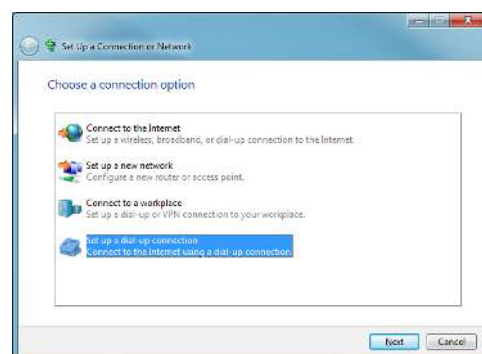 Set Up a Connection or Network
Choose a connection option
Connect to the Internet
Set up a wireless, broadband, or dial-up connection to the Internet.
Set up a new network
Configure a new router or access point.
Connect to a workplace
Set up a dial-up or VPN connection to your workplace.
Set up a dial-up connection
Connect to the Internet using a dial-up connection.
Next Cancel